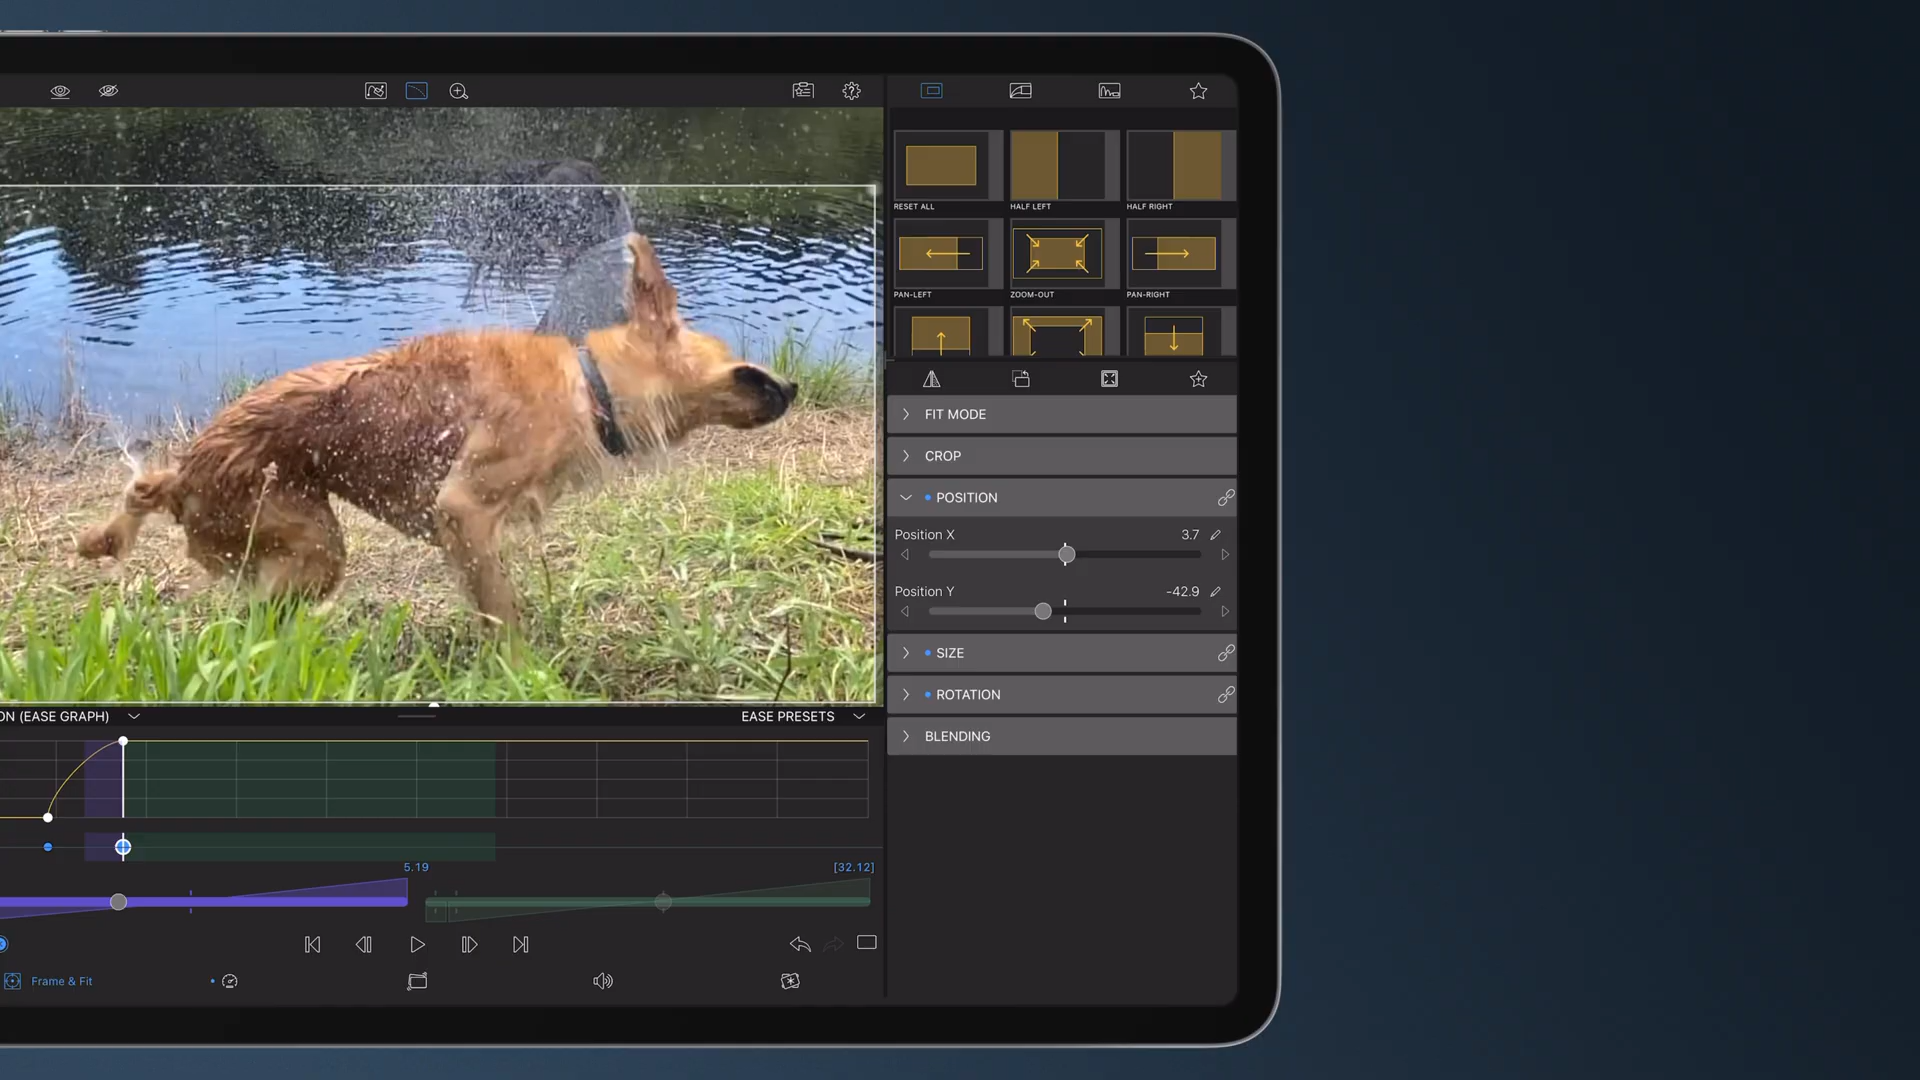 RESET ALL
HALF LEFT
HALF RIGHT
PAN-LEFT
ZOOM-OUT
PAN-RIGHT
FIT MODE
CROP
POSITION
Position X
3.7
Position Y
-42.9
SIZE
ROTATION
BLENDING
ON (EASE GRAPH)
EASE PRESETS
5.19
[32.12]
Frame & Fit